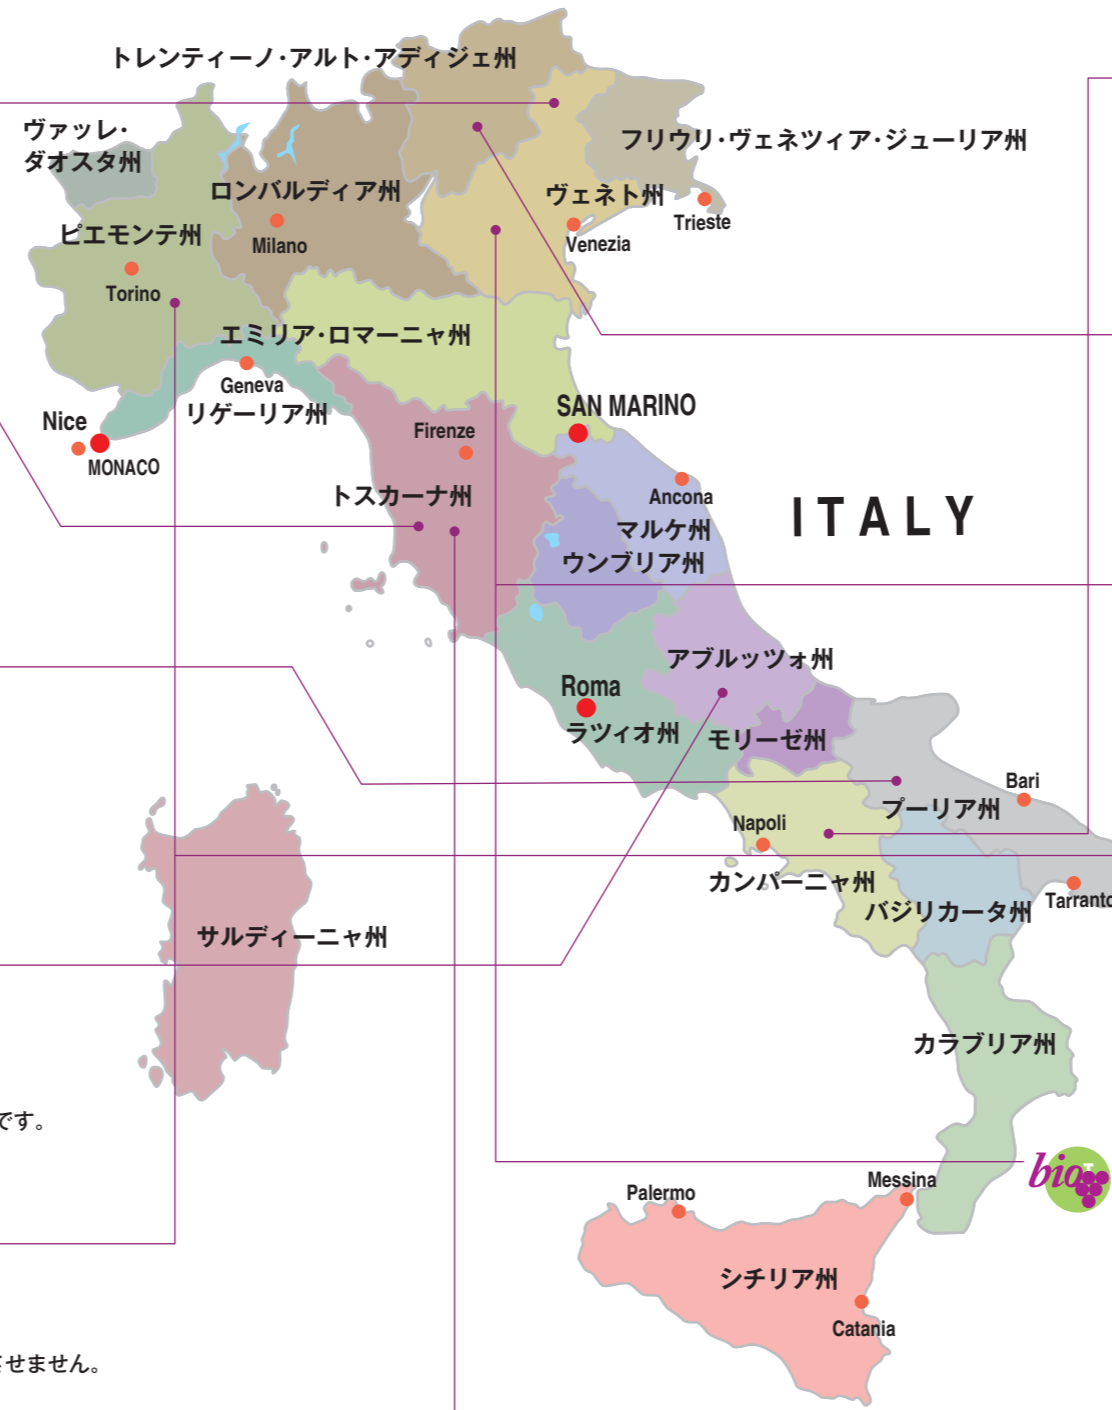 トレンティーノ・アルト・アディジェ州
ヴァッレ・
ダオスタ州
フリウリ・ヴェネツィア・ジューリア州
ロンバルディア州
ヴェネト州
Trieste
ピエモンテ州
Milano
Venezia
Torino
エミリア・ロマーニャ州
Geneva
リゲーリア州
Nice
MONACO
SAN MARINO
Firenze
トスカーナ州
Ancona
マルケ州
ITALY
ウンブリア州
アブルッツォ州
Roma
ラツィオ州
モリーゼ州
Bari
プーリア州
Napoli
カンパーニャ州
バジリカータ州
Tarranto
サルディーニャ州
カラブリア州
です。
bio
Messina
Palermo
シチリア州
Catania
せません。